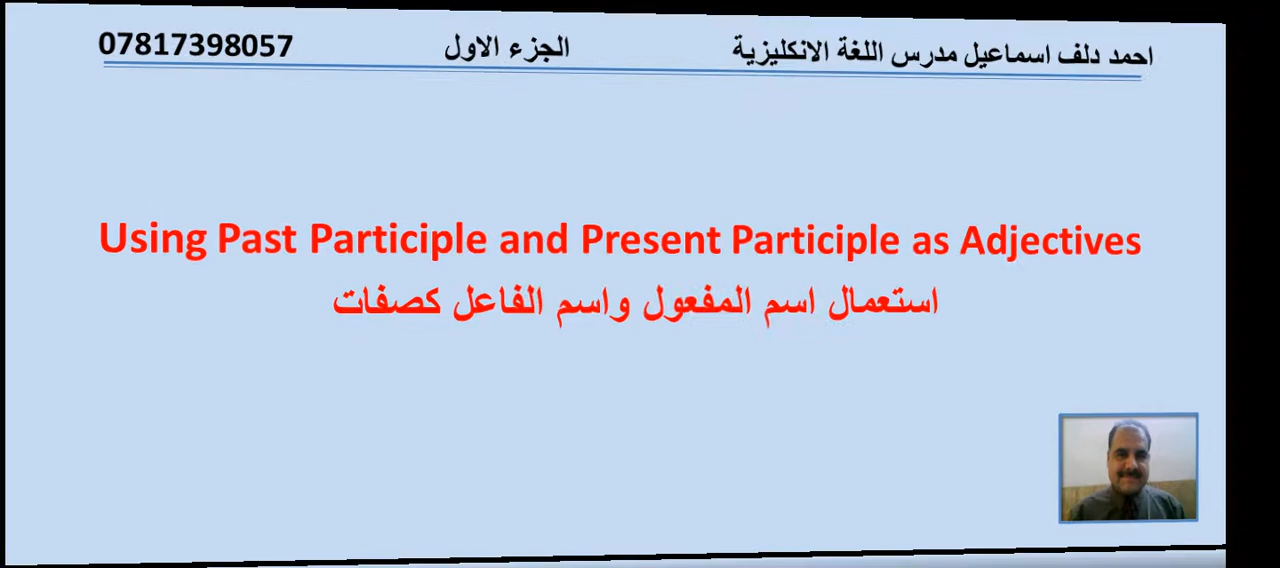 احمد دلف اسماعيل مدرس اللغة الانكليزية الجزء الاول 07817398057
Using Past Participle and Present Participle as Adjectives
استعمال اسم المفعول واسم الفاعل كصفات